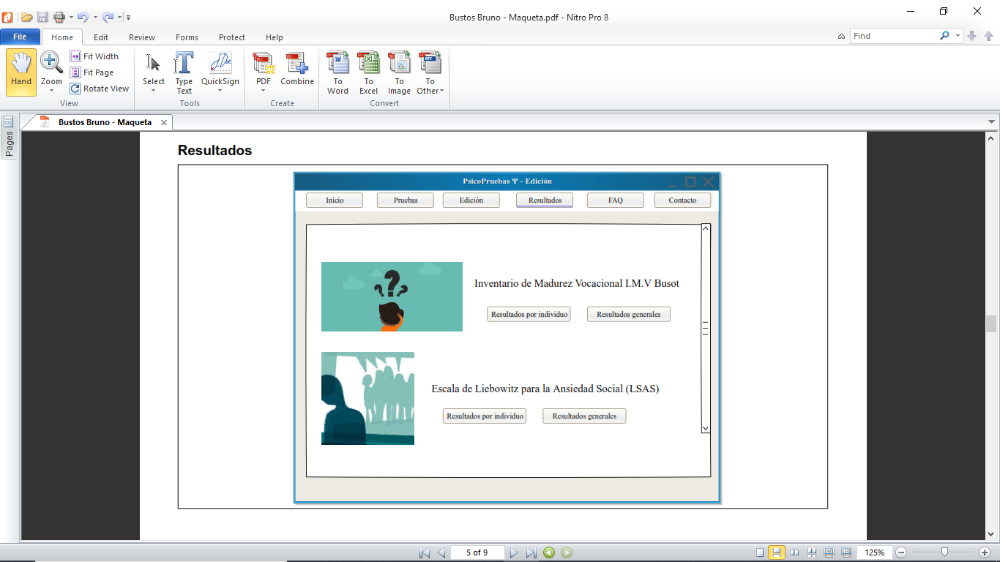 Bustos Bruno - Maqueta.pdf - Nitro Pro 8
File Home Edit Review Forms Protect Help
Find
Hand
Zoom
Fit Width
Fit Page
Rotate View
View
Select
Type
Text
QuickSign
Tools
PDF
Combine
Create
To
Word
To
Excel
To
Image
To
Other
Convert
Bustos Bruno - Maqueta
Pages
Resultados
PsicoPruebas Ψ - Edición
Inicio Pruebas Edición Resultados FAQ Contacto
Inventario de Madurez Vocacional I.M.V Busot
Resultados por individuo Resultados generales
Escala de Liebowitz para la Ansiedad Social (LSAS)
Resultados por individuo Resultados generales
5 of 9
125%